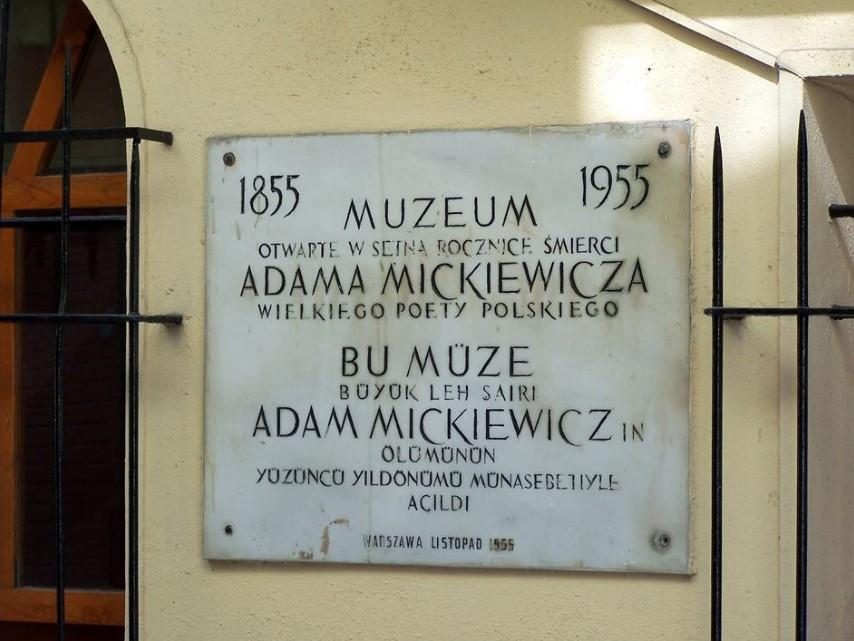 1855 1955
MUZEUM
OTWARTE W SETNĄ ROCZNICĘ ŚMIERCI
ADAMA MICKIEWICZA
WIELKIEGO POETY POLSKIEGO
BU MÜZE
BÜYÜK LEH SAIRI
ADAM MICKIEWICZ IN
ÖLÜMÜNÜN
YÜZÜNCÜ YILDÖNÜMÜ MÜNASEBETIYLE
AÇILDI
WARSZAWA LISTOPAD 1955